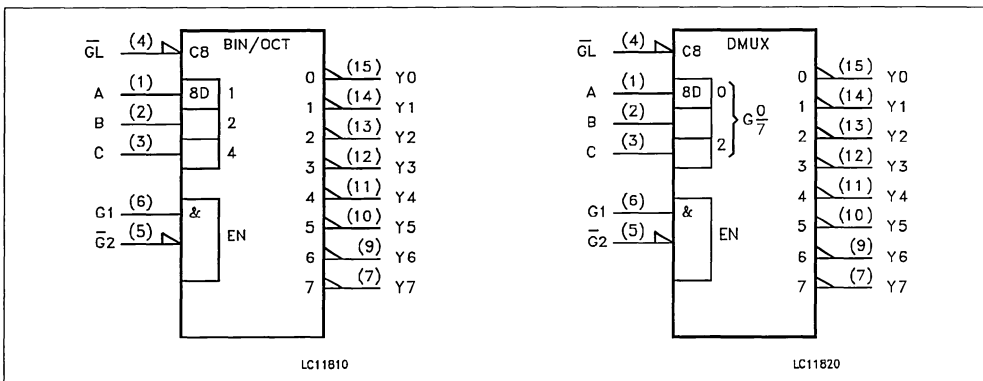 BIN/OCT
G̅L̅ (4) C8
0 (15) Y0
A (1) 8D 1
1 (14) Y1
B (2) 2
2 (13) Y2
C (3) 4
3 (12) Y3
4 (11) Y4
G1 (6) &
5 (10) Y5
G̅2 (5) EN
6 (9) Y6
7 (7) Y7
LC11810
DMUX
G̅L̅ (4) C8
0 (15) Y0
A (1) 8D 0
1 (14) Y1
B (2) G 0/7
2 (13) Y2
C (3) 2
3 (12) Y3
4 (11) Y4
G1 (6) &
5 (10) Y5
G̅2 (5) EN
6 (9) Y6
7 (7) Y7
LC11820